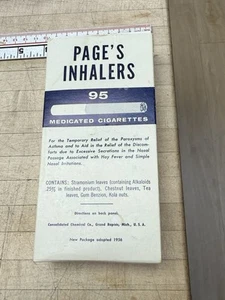 PAGE'S
INHALERS
95
MEDICATED CIGARETTES
For the Temporary Relief of the Paroxysms of
Asthma and to Aid in the Relief of the Discom-
forts due to Excessive Secretions in the Nasal
Passage Associated with Hay Fever and Simple
Nasal Irritations.
CONTAINS: Stramonium leaves (containing Alkaloids
.25% in finished product), Chestnut leaves, Tea
leaves, Gum Benzoin, Kola nuts.
Directions on back panel.
Consolidated Chemical Co., Grand Rapids, Mich., U. S. A.
New Package adopted 1956